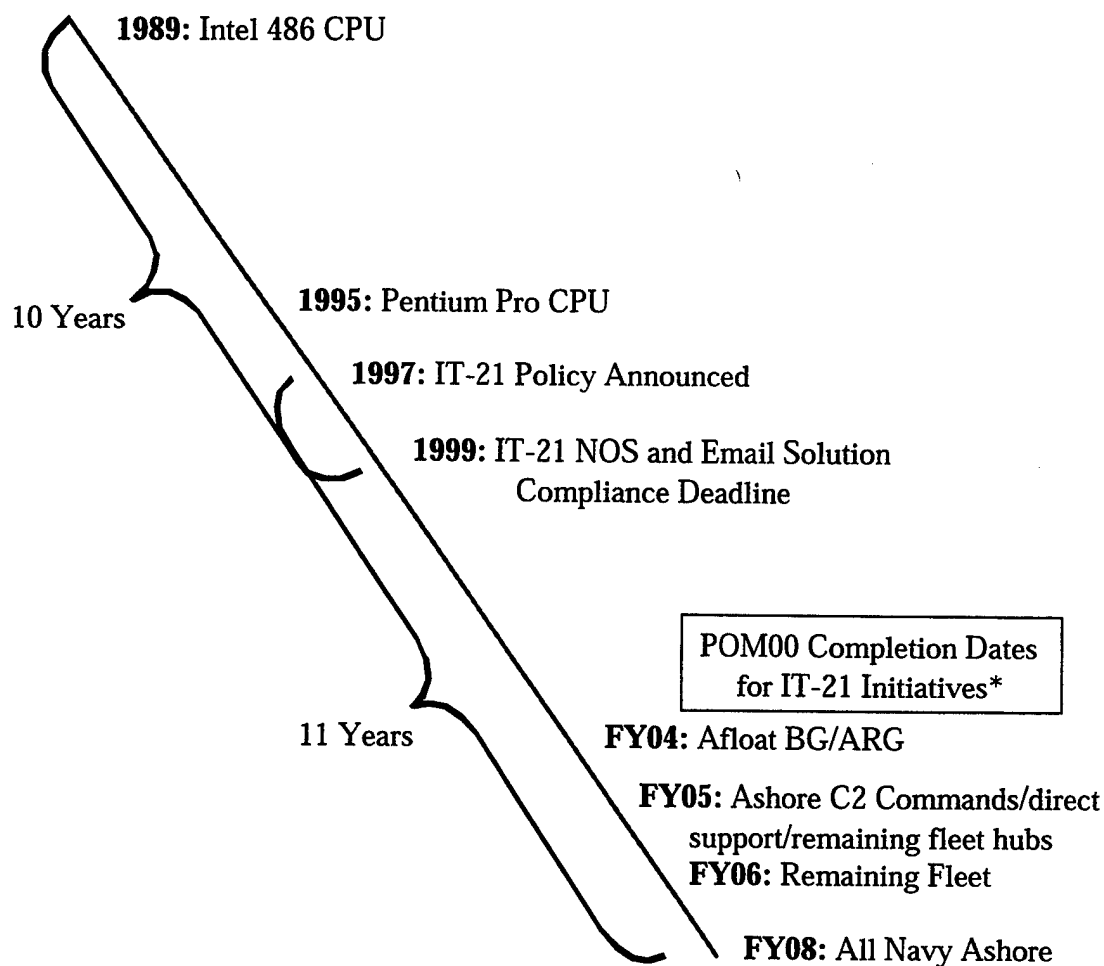 1989: Intel 486 CPU
10 Years
1995: Pentium Pro CPU
1997: IT-21 Policy Announced
1999: IT-21 NOS and Email Solution
Compliance Deadline
POM00 Completion Dates
for IT-21 Initiatives*
11 Years
FY04: Afloat BG/ARG
FY05: Ashore C2 Commands/direct
support/remaining fleet hubs
FY06: Remaining Fleet
FY08: All Navy Ashore